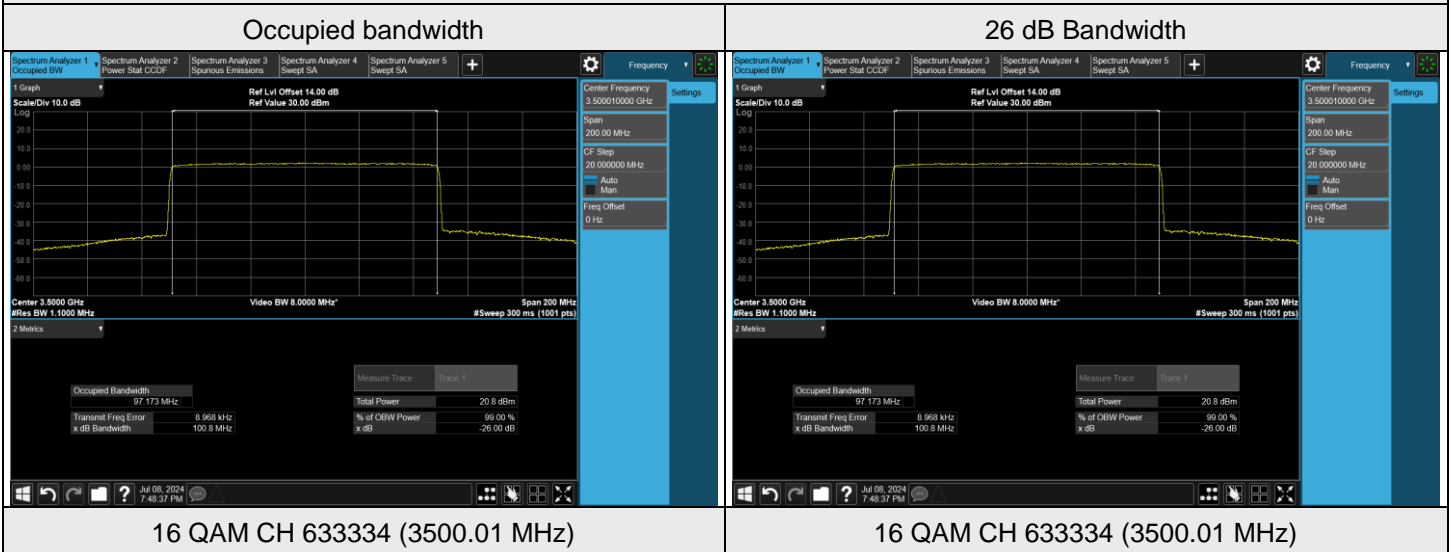 Occupied bandwidth
26 dB Bandwidth
Spectrum Analyzer 1 Spectrum Analyzer 2 Spectrum Analyzer 3 Spectrum Analyzer 4 Spectrum Analyzer 5 + Frequency
Occupied BW Power Stat CCDF Spurious Emissions Swept SA Swept SA
1 Graph Ref Lvl Offset 14.00 dB Center Frequency Settings
Scale/Div 10.0 dB Ref Value 30.00 dBm 3.500010000 GHz
Log
Span
20.0 200.00 MHz
10.0 CF Step
0.00 20.000000 MHz
Auto
-10.0 Man
-20.0 Freq Offset
-30.0 0 Hz
-40.0
-50.0
-60.0
Center 3.5000 GHz Video BW 8.0000 MHz* Span 200 MHz
#Res BW 1.1000 MHz #Sweep 300 ms (1001 pts)
2 Metrics
Measure Trace Trace 1
Occupied Bandwidth
97.173 MHz Total Power 20.8 dBm
Transmit Freq Error 8.968 kHz % of OBW Power 99.00 %
x dB Bandwidth 100.8 MHz x dB -26.00 dB
? Jul 08, 2024
7:48:37 PM
Spectrum Analyzer 1 Spectrum Analyzer 2 Spectrum Analyzer 3 Spectrum Analyzer 4 Spectrum Analyzer 5 + Frequency
Occupied BW Power Stat CCDF Spurious Emissions Swept SA Swept SA
1 Graph Ref Lvl Offset 14.00 dB Center Frequency Settings
Scale/Div 10.0 dB Ref Value 30.00 dBm 3.500010000 GHz
Log
Span
20.0 200.00 MHz
10.0 CF Step
0.00 20.000000 MHz
Auto
-10.0 Man
-20.0 Freq Offset
-30.0 0 Hz
-40.0
-50.0
-60.0
Center 3.5000 GHz Video BW 8.0000 MHz* Span 200 MHz
#Res BW 1.1000 MHz #Sweep 300 ms (1001 pts)
2 Metrics
Measure Trace Trace 1
Occupied Bandwidth
97.173 MHz Total Power 20.8 dBm
Transmit Freq Error 8.968 kHz % of OBW Power 99.00 %
x dB Bandwidth 100.8 MHz x dB -26.00 dB
? Jul 08, 2024
7:48:37 PM
16 QAM CH 633334 (3500.01 MHz)
16 QAM CH 633334 (3500.01 MHz)